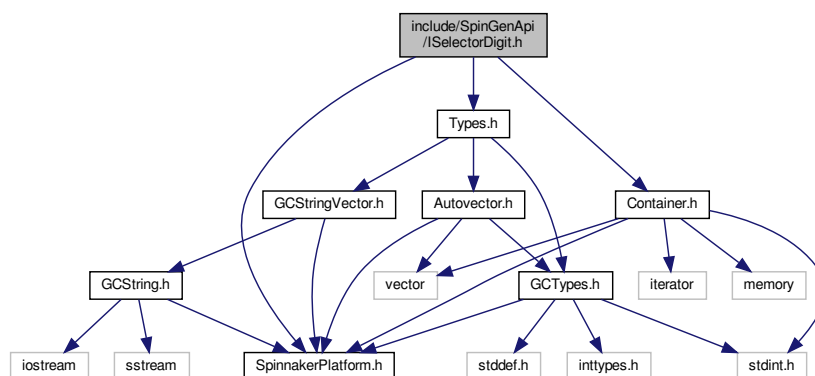 include/SpinGenApi
/ISelectorDigit.h
Types.h
GCStringVector.h
Autovector.h
Container.h
GCString.h
vector
GCTypes.h
iterator
memory
iostream
sstream
SpinnakerPlatform.h
stddef.h
inttypes.h
stdint.h